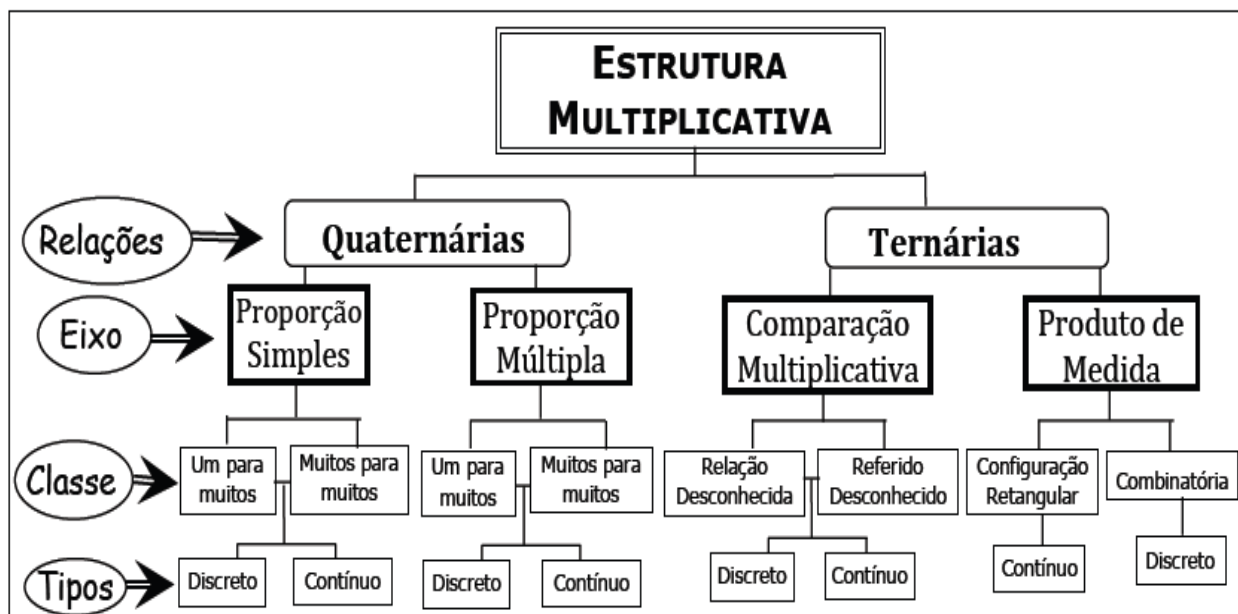 ESTRUTURA
MULTIPLICATIVA
Relações
Quaternárias
Ternárias
Eixo
Proporção
Simples
Proporção
Múltipla
Comparação
Multiplicativa
Produto de
Medida
Classe
Um para
muitos
Muitos para
muitos
Um para
muitos
Muitos para
muitos
Relação
Desconhecida
Referido
Desconhecido
Configuração
Retangular
Combinatória
Tipos
Discreto
Contínuo
Discreto
Contínuo
Discreto
Contínuo
Contínuo
Discreto